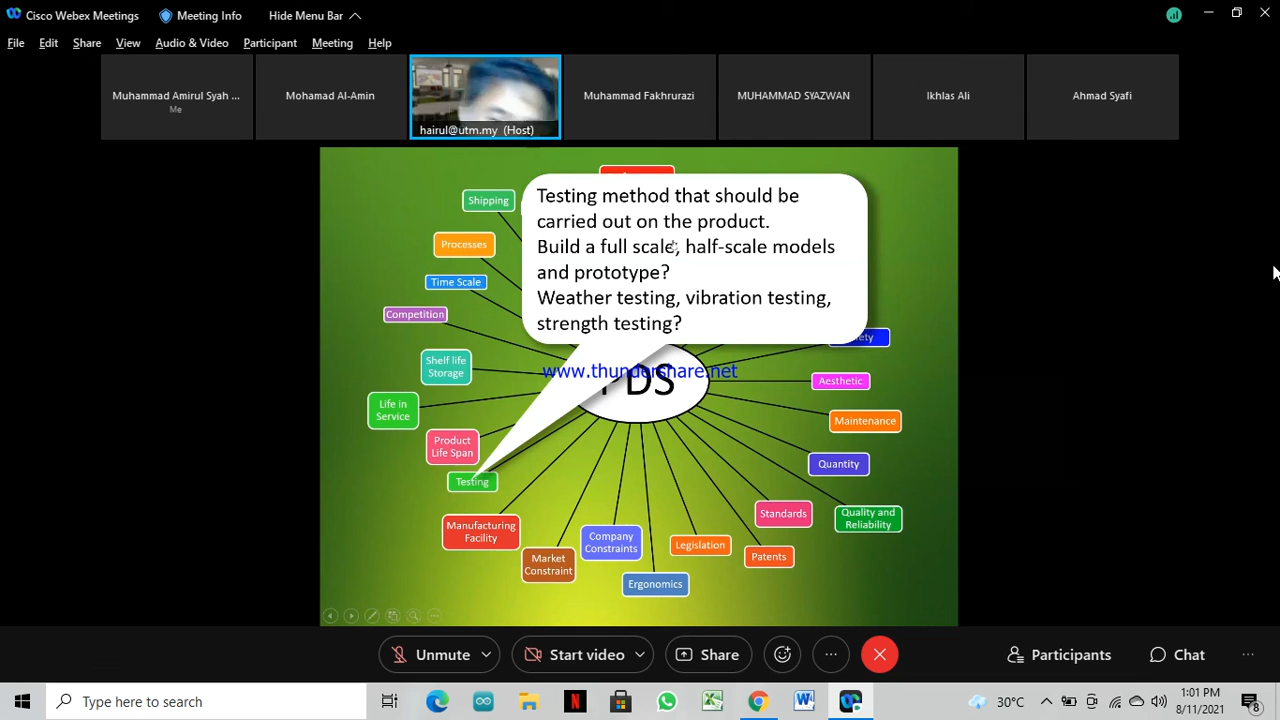 Cisco Webex Meetings
Meeting Info
Hide Menu Bar
File Edit Share View Audio & Video Participant Meeting Help
Muhammad Amirul Syah ...
Me
Mohamad Al-Amin
hairul@utm.my (Host)
Muhammad Fakhrurazi
MUHAMMAD SYAZWAN
Ikhlas Ali
Ahmad Syafi
Testing method that should be
carried out on the product.
Build a full scale, half-scale models
and prototype?
Weather testing, vibration testing,
strength testing?
www.thundershare.net
PDS
Shipping
Processes
Time Scale
Competition
Shelf life
Storage
Life in
Service
Product
Life Span
Testing
Manufacturing
Facility
Market
Constraint
Company
Constraints
Ergonomics
Legislation
Patents
Standards
Quality and
Reliability
Quantity
Maintenance
Aesthetic
Unmute
Start video
Share
Participants
Chat
Type here to search
30°C
1:01 PM
8/11/2021
8